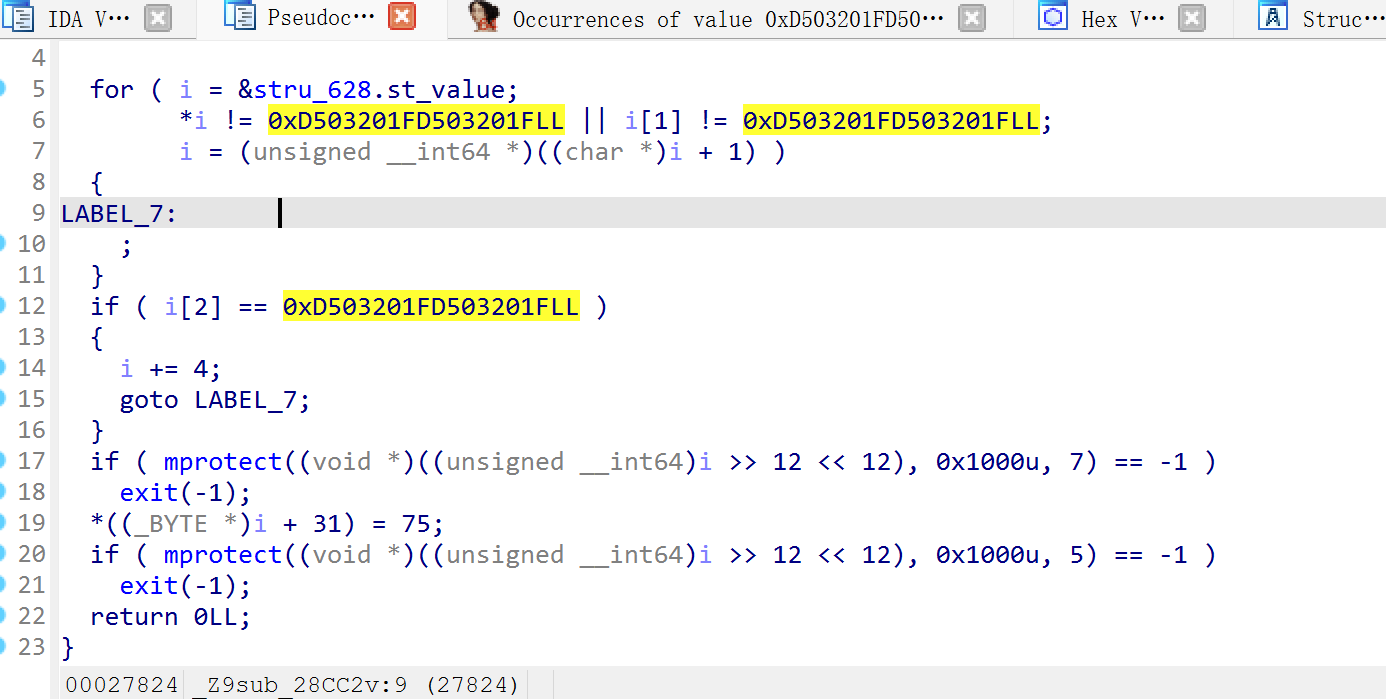 IDA V⋯ Pseudoc⋯ Occurrences of value 0xD503201FD50⋯ Hex V⋯ Struc⋯
4
5 for ( i = &stru_628.st_value;
6 *i != 0xD503201FD503201FLL || i[1] != 0xD503201FD503201FLL;
7 i = (unsigned __int64 *)((char *)i + 1) )
8 {
9 LABEL_7:
10 ;
11 }
12 if ( i[2] == 0xD503201FD503201FLL )
13 {
14 i += 4;
15 goto LABEL_7;
16 }
17 if ( mprotect((void *)((unsigned __int64)i >> 12 << 12), 0x1000u, 7) == -1 )
18 exit(-1);
19 *((_BYTE *)i + 31) = 75;
20 if ( mprotect((void *)((unsigned __int64)i >> 12 << 12), 0x1000u, 5) == -1 )
21 exit(-1);
22 return 0LL;
23 }
00027824 _Z9sub_28CC2v:9 (27824)